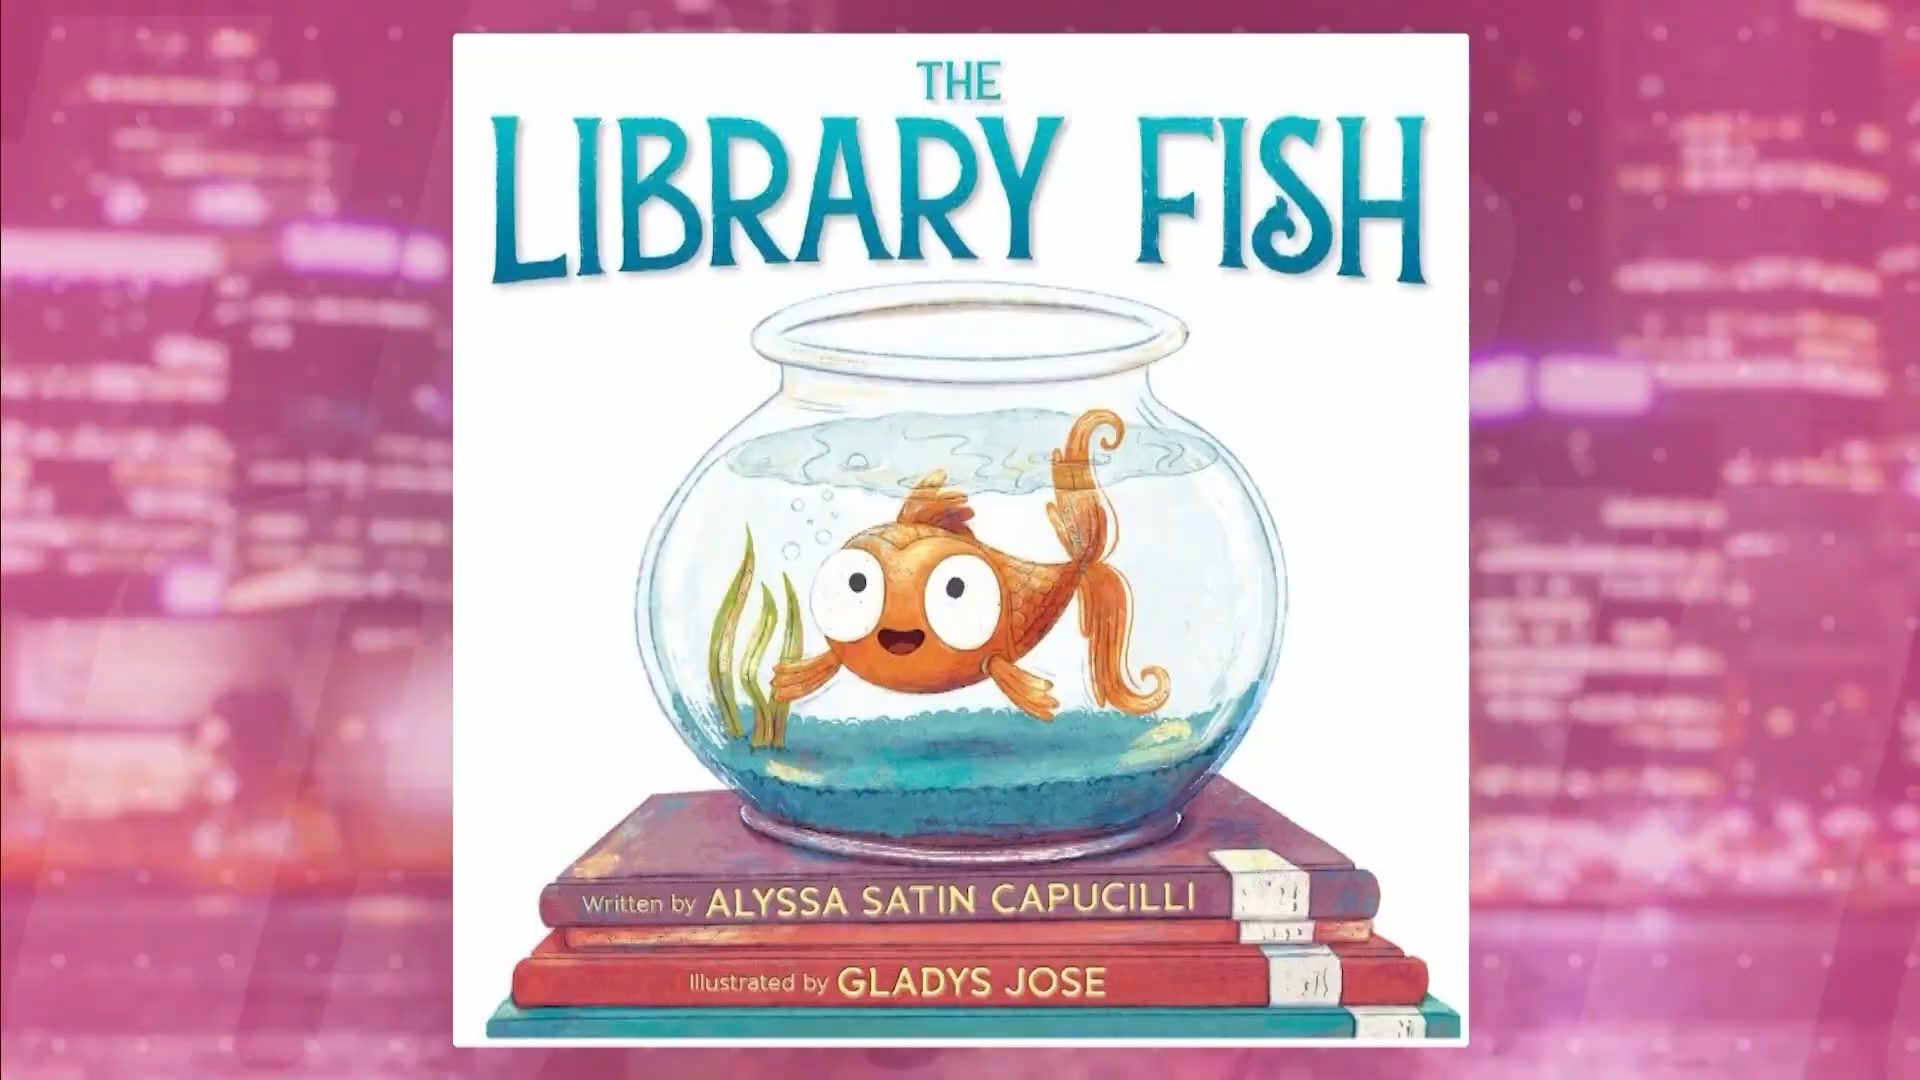 THE
LIBRARY FISH
Written by ALYSSA SATIN CAPUCILLI
Illustrated by GLADYS JOSE